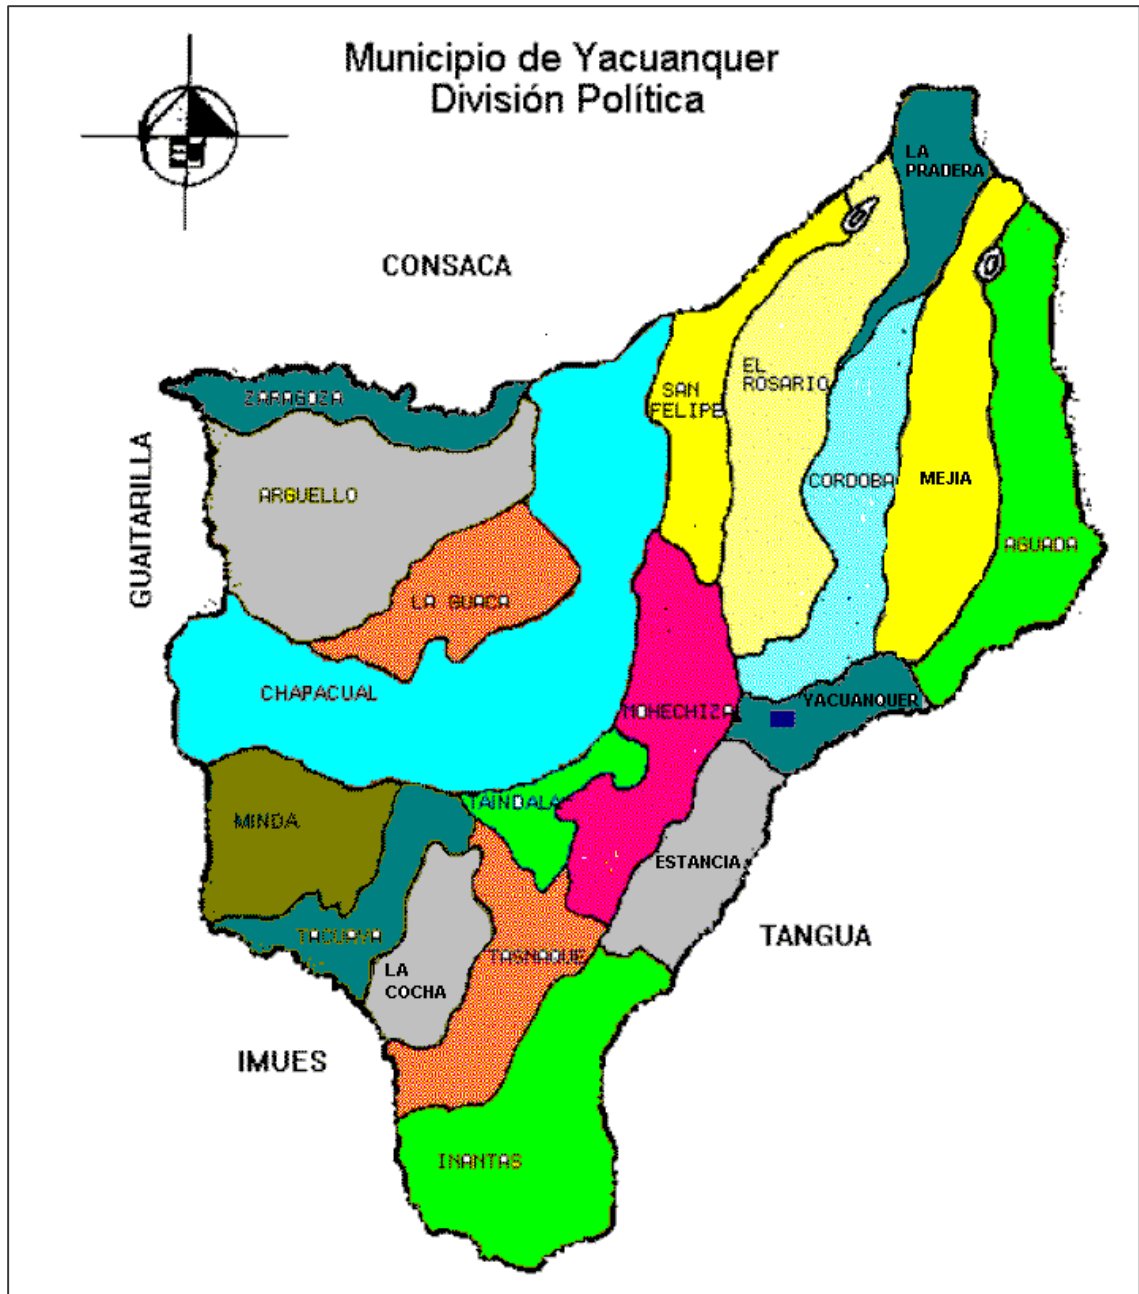 Municipio de Yacuanquer
División Política
LA
PRADERA
CONSACA
EL
ROSARIO
SAN
FELIPE
ZARAGOZA
GUAITARILLA
ARGUELLO
CORDOBA
MEJIA
AGUADA
LA GUACA
CHAPACUAL
MOHECHIZA
YACUANQUER
TAINDALA
MINDA
ESTANCIA
TACUAYA
TANGUA
TASNAQUE
LA
COCHA
IMUES
INANTAS